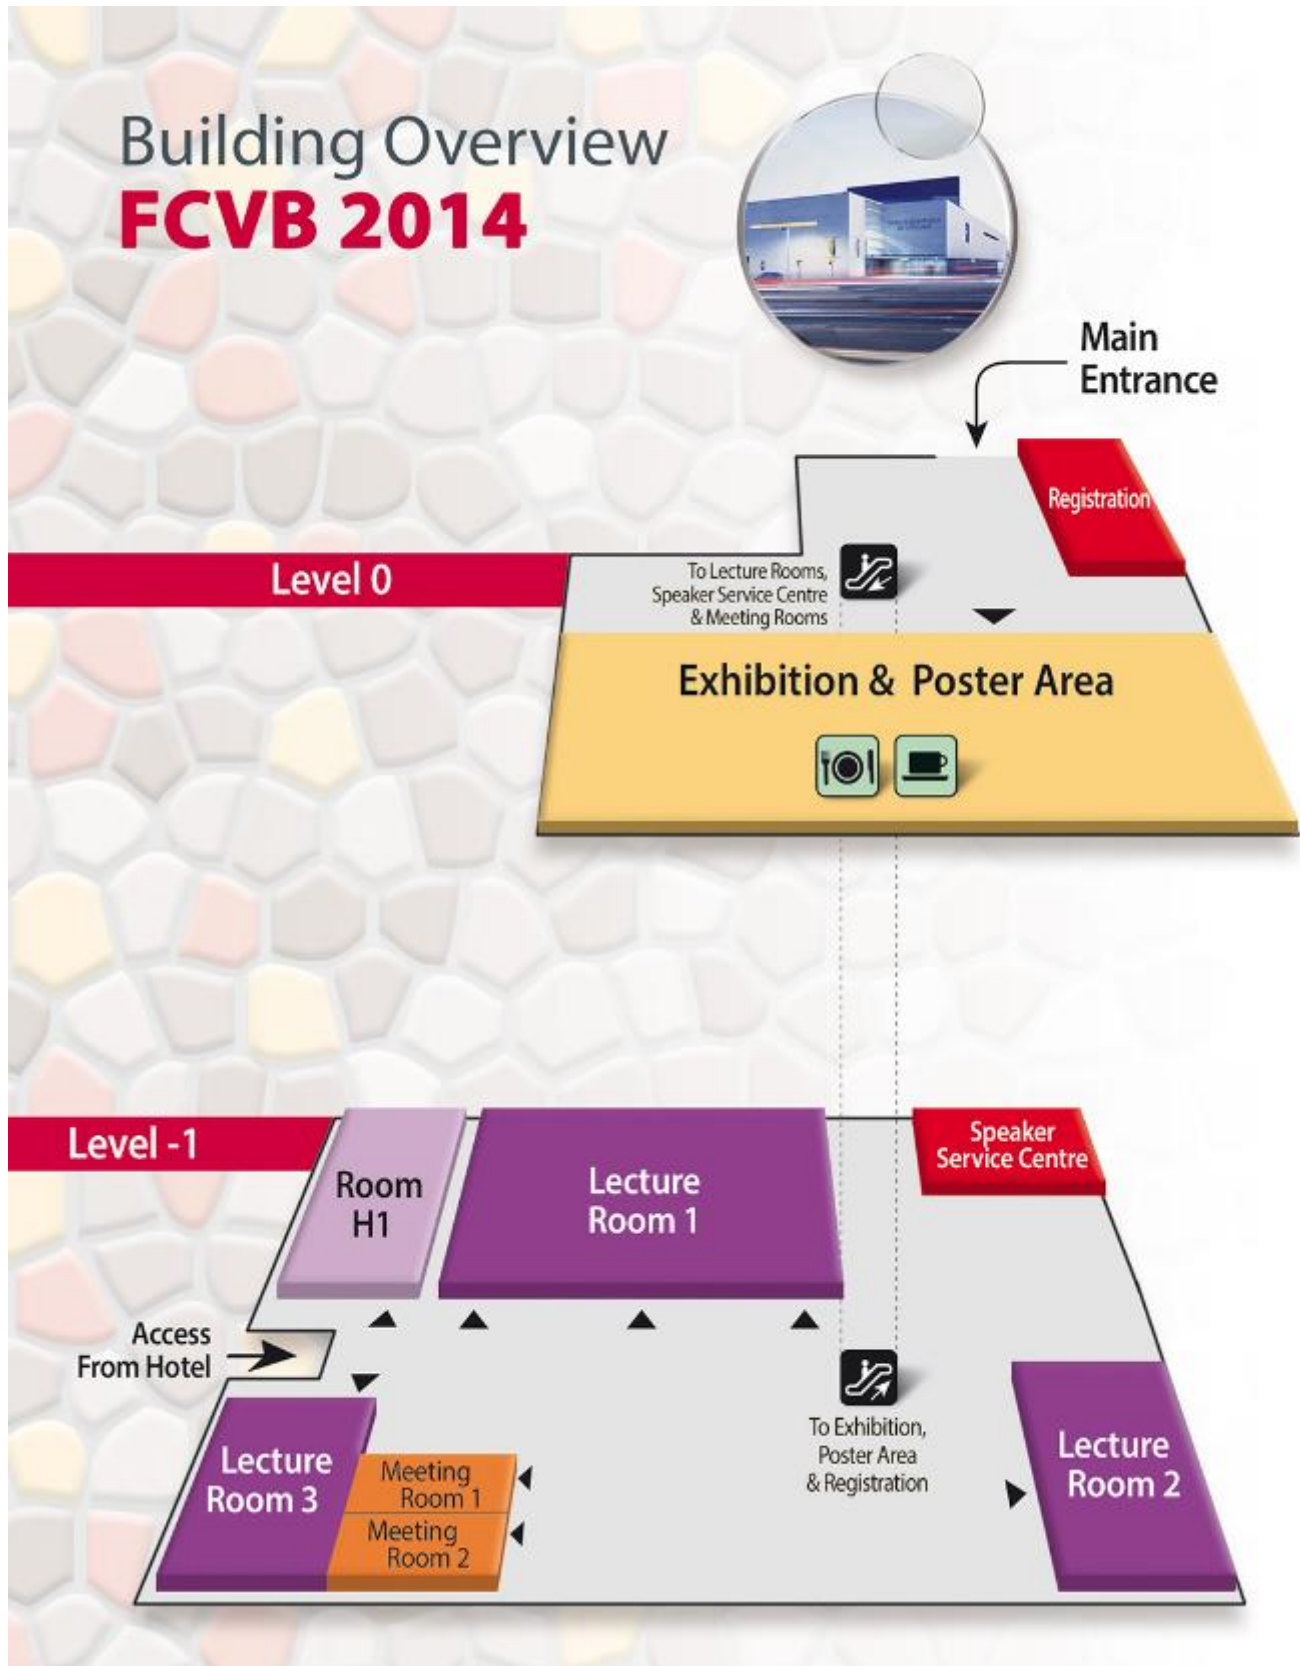 Building Overview
FCVB 2014
Main
Entrance
Registration
Level 0
To Lecture Rooms,
Speaker Service Centre
& Meeting Rooms
Exhibition & Poster Area
Level -1
Room
H1
Lecture
Room 1
Speaker
Service Centre
Access
From Hotel
To Exhibition,
Poster Area
& Registration
Lecture
Room 2
Lecture
Room 3
Meeting
Room 1
Meeting
Room 2